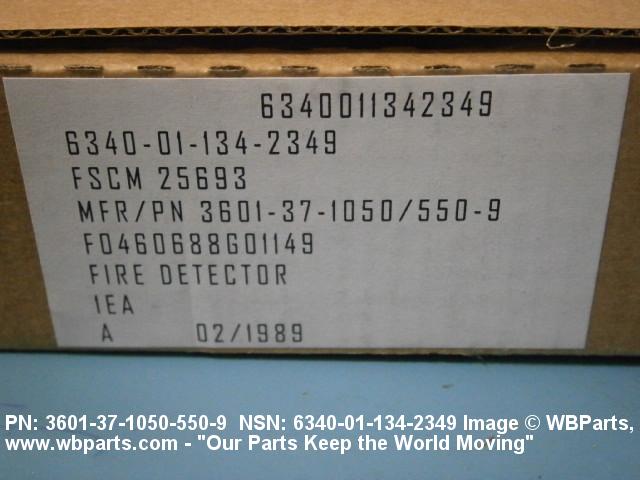 6340011342349
6340-01-134-2349
FSCM 25693
MFR/PN 3601-37-1050/550-9
F0460688G01149
FIRE DETECTOR
1EA
A 02/1989
PN: 3601-37-1050-550-9 NSN: 6340-01-134-2349 Image © WBParts,
www.wbparts.com - "Our Parts Keep the World Moving"